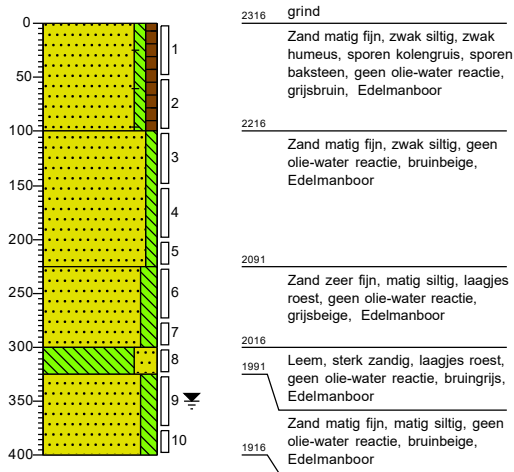 0
50
100
150
200
250
300
350
400
1
2
3
4
5
6
7
8
9
10
2316 grind
Zand matig fijn, zwak siltig, zwak
humeus, sporen kolengruis, sporen
baksteen, geen olie-water reactie,
grijsbruin, Edelmanboor
2216
Zand matig fijn, zwak siltig, geen
olie-water reactie, bruinbeige,
Edelmanboor
2091
Zand zeer fijn, matig siltig, laagjes
roest, geen olie-water reactie,
grijsbeige, Edelmanboor
2016
1991
Leem, sterk zandig, laagjes roest,
geen olie-water reactie, bruingrijs,
Edelmanboor
Zand matig fijn, matig siltig, geen
olie-water reactie, bruinbeige,
Edelmanboor
1916